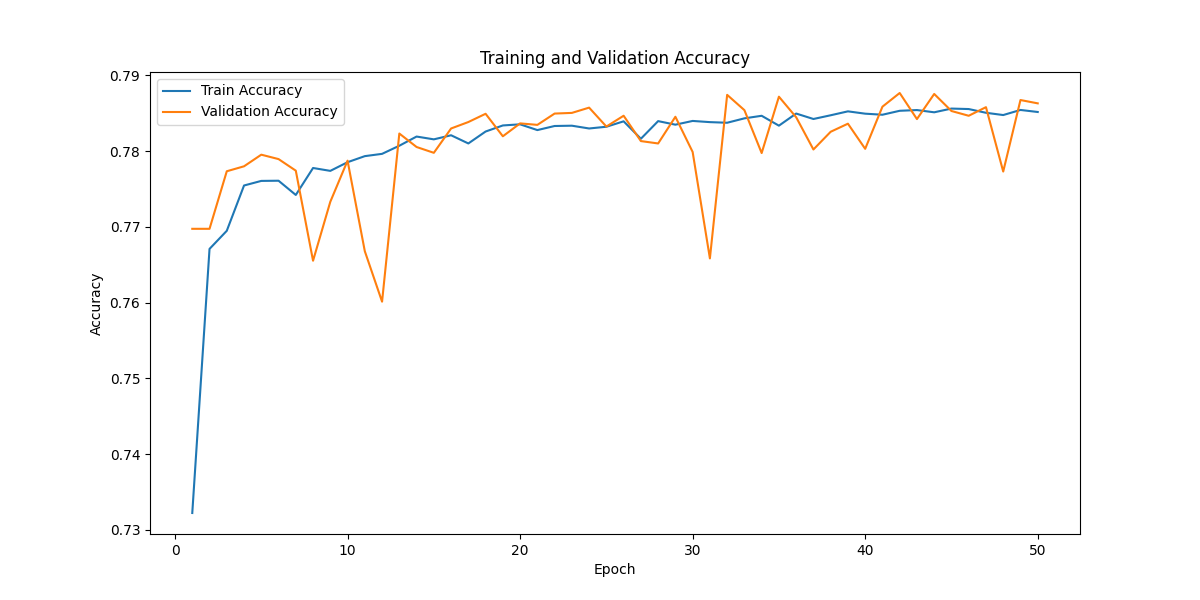 Training and Validation Accuracy
Train Accuracy
Validation Accuracy
0.79
0.78
0.77
0.76
0.75
0.74
0.73
Accuracy
0 10 20 30 40 50
Epoch